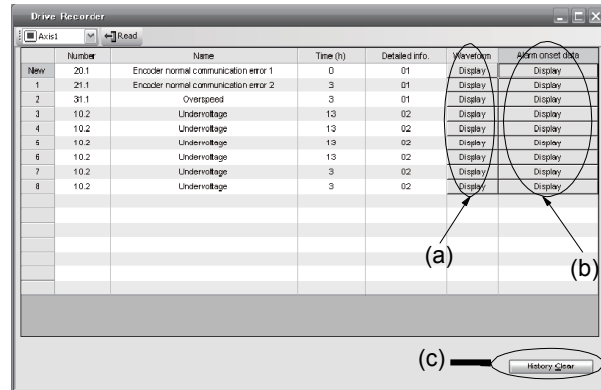 Drive Recorder
Axis1 Read
Number Name Time (h) Detailed info. Waveform Alarm onset data
New 20.1 Encoder normal communication error 1 0 01 Display Display
1 21.1 Encoder normal communication error 2 3 01 Display Display
2 31.1 Overspeed 3 01 Display Display
3 10.2 Undervoltage 13 02 Display Display
4 10.2 Undervoltage 13 02 Display Display
5 10.2 Undervoltage 13 02 Display Display
6 10.2 Undervoltage 13 02 Display Display
7 10.2 Undervoltage 3 02 Display Display
8 10.2 Undervoltage 3 02 Display Display
(a)
(b)
(c) History Clear